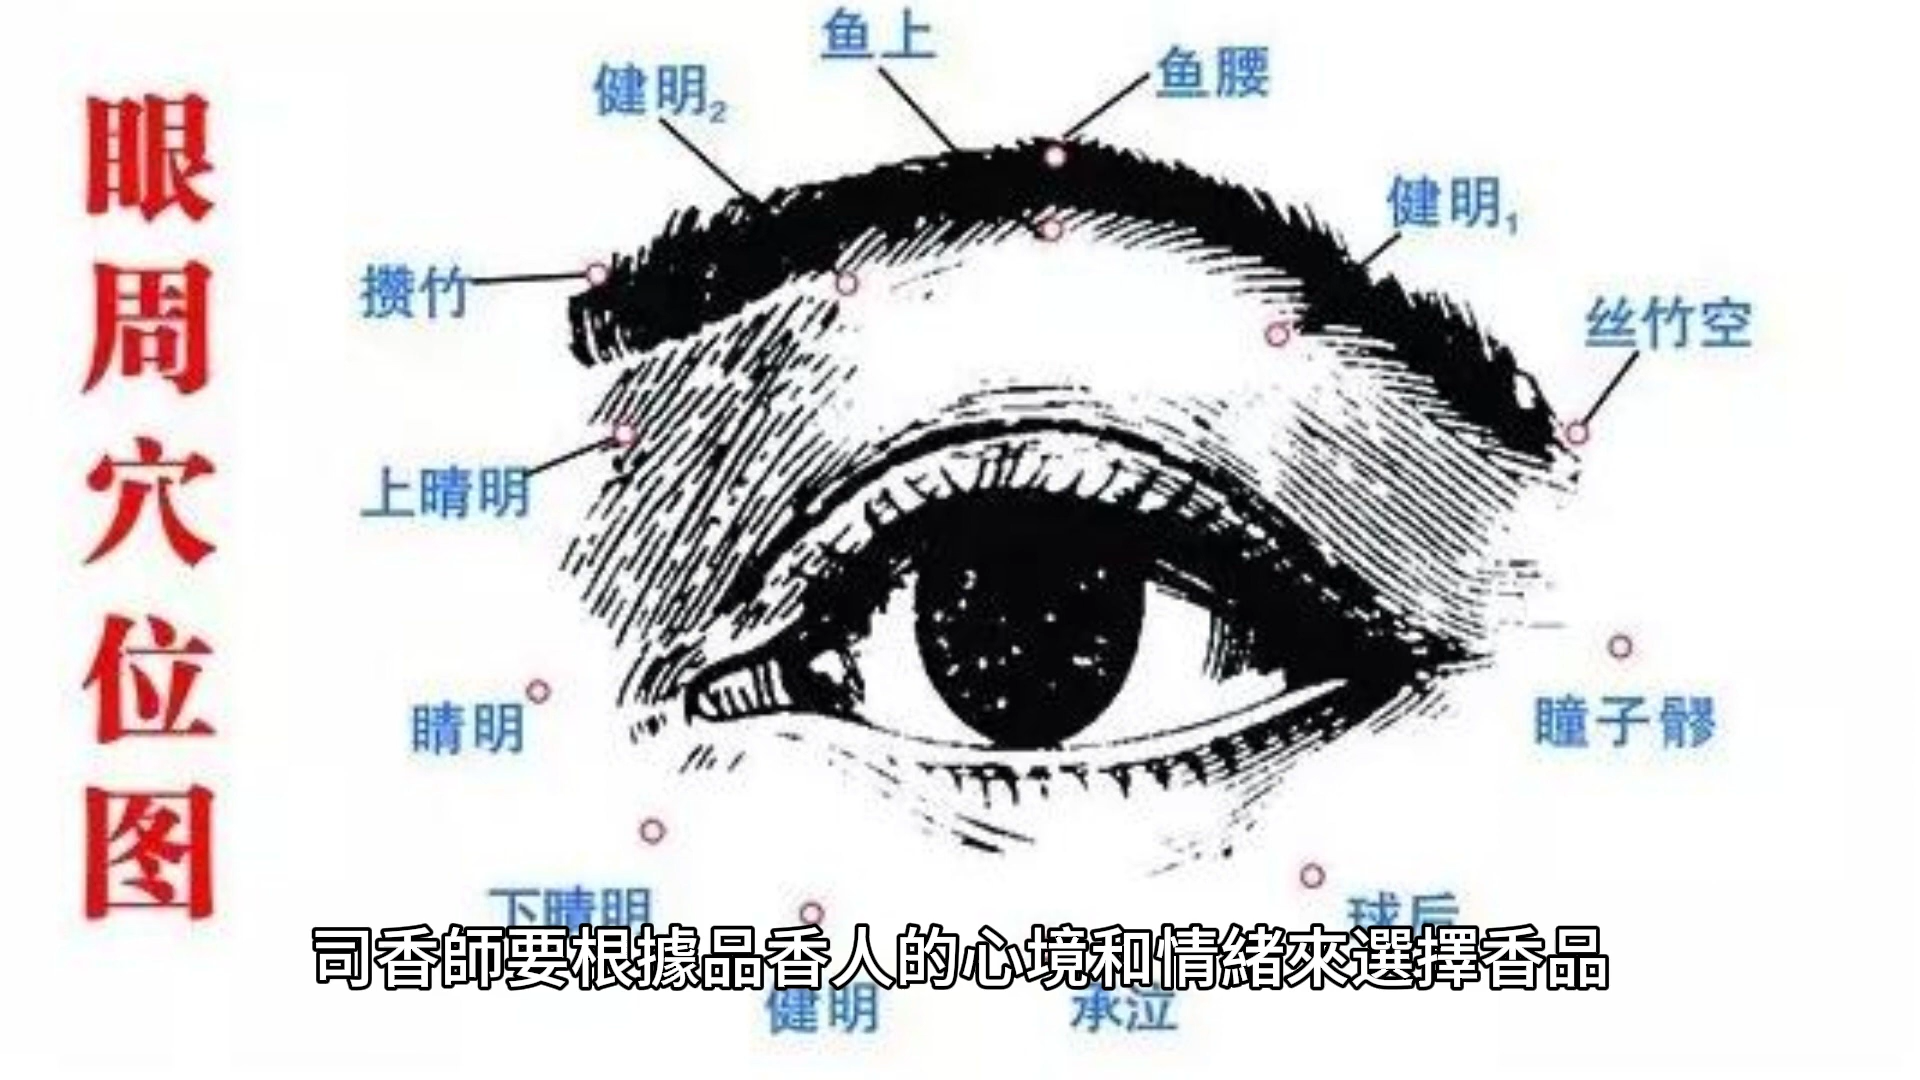 眼周穴位图
鱼上
鱼腰
健明2
健明1
攒竹
丝竹空
上睛明
睛明
瞳子髎
下睛明
球后
司香師要根據品香人的心境和情緒來選擇香品
健明
承泣